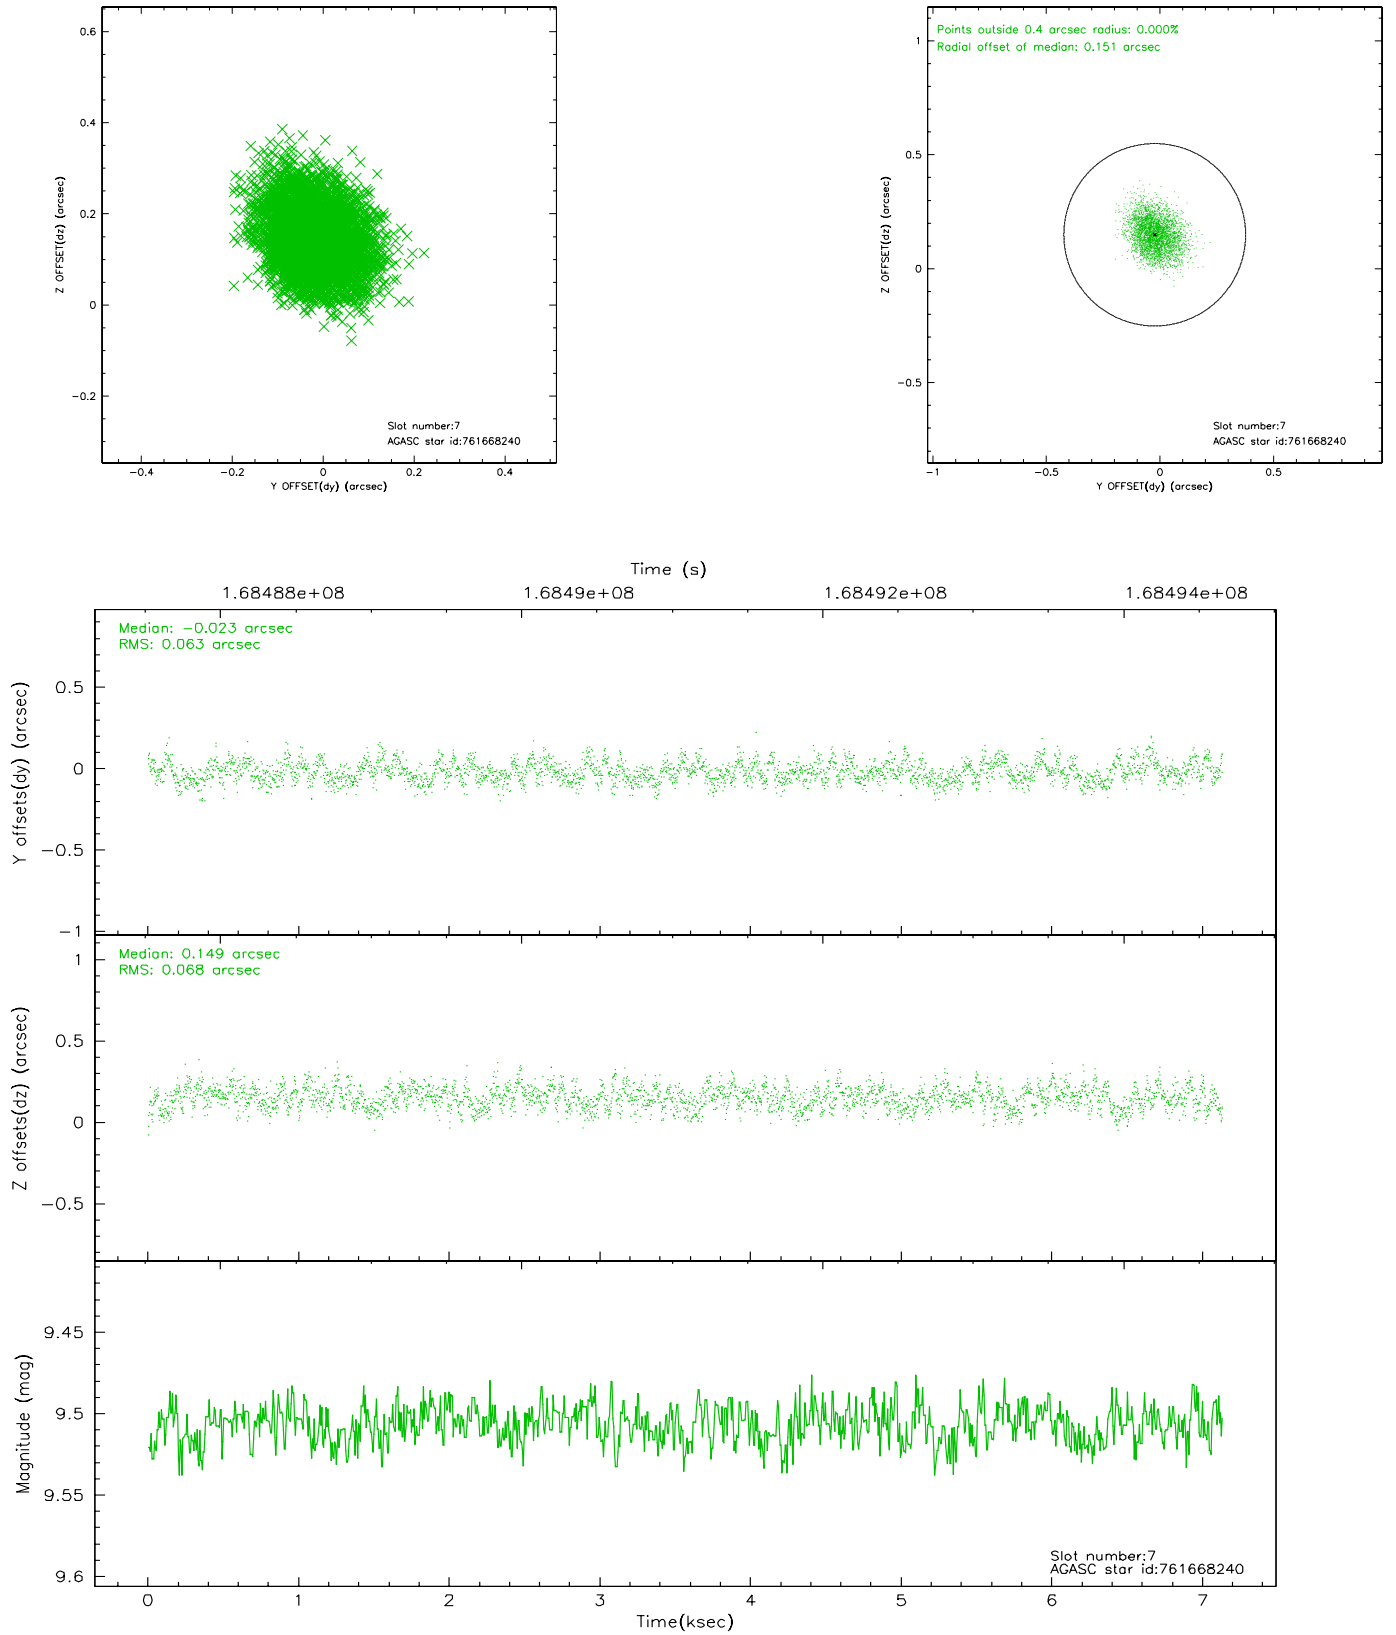 0.6
0.4
0.2
0
−0.2
Z OFFSET(dz) (arcsec)
Slot number:7
AGASC star id:761668240
−0.4 −0.2 0 0.2 0.4
Y OFFSET(dy) (arcsec)
Points outside 0.4 arcsec radius: 0.000%
Radial offset of median: 0.151 arcsec
1
0.5
0
−0.5
Z OFFSET(dz) (arcsec)
Slot number:7
AGASC star id:761668240
−1 −0.5 0 0.5
Y OFFSET(dy) (arcsec)
Time (s)
1.68488e+08 1.6849e+08 1.68492e+08 1.68494e+08
Median: −0.023 arcsec
RMS: 0.063 arcsec
0.5
0
−0.5
−1
Y offsets(dy) (arcsec)
Median: 0.149 arcsec
RMS: 0.068 arcsec
1
0.5
0
−0.5
Z offsets(dz) (arcsec)
9.45
9.5
9.55
9.6
Magnitude (mag)
Slot number:7
AGASC star id:761668240
0 1 2 3 4 5 6 7
Time(ksec)